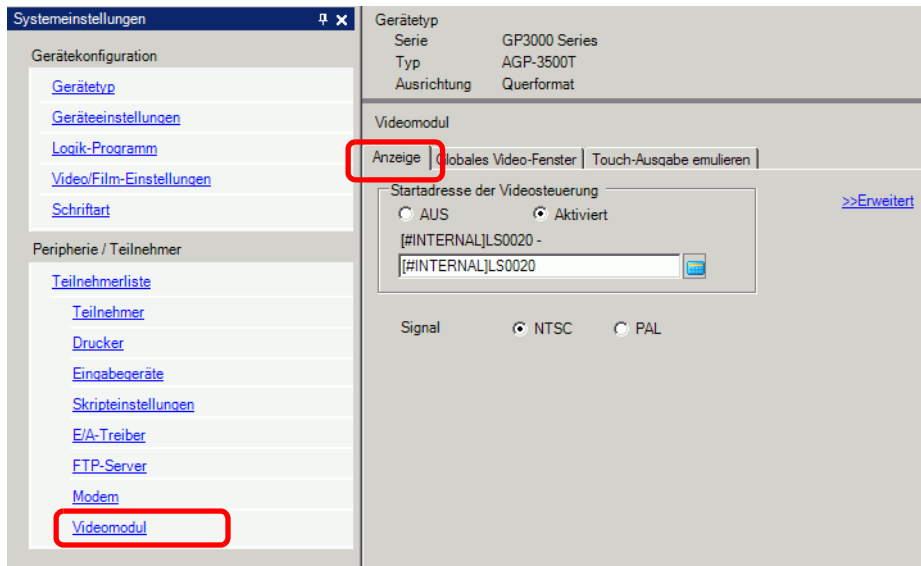 Systemeinstellungen
Gerätekonfiguration
Gerätetyp
Geräteeinstellungen
Logik-Programm
Video/Film-Einstellungen
Schriftart
Peripherie / Teilnehmer
Teilnehmerliste
Teilnehmer
Drucker
Eingabegeräte
Skripteinstellungen
E/A-Treiber
FTP-Server
Modem
Videomodul
Gerätetyp
Serie GP3000 Series
Typ AGP-3500T
Ausrichtung Querformat
Videomodul
Anzeige Globales Video-Fenster Touch-Ausgabe emulieren
Startadresse der Videosteuerung
>>Erweitert
AUS Aktiviert
[#INTERNAL]LS0020 -
[#INTERNAL]LS0020
Signal NTSC PAL